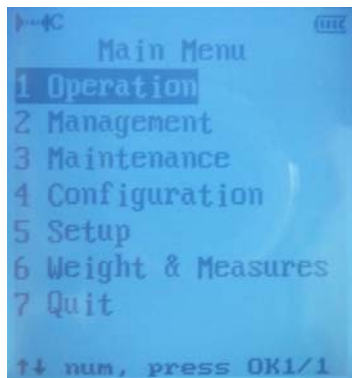 Main Menu
1 Operation
2 Management
3 Maintenance
4 Configuration
5 Setup
6 Weight & Measures
7 Quit
↑↓ num, press OK1/1